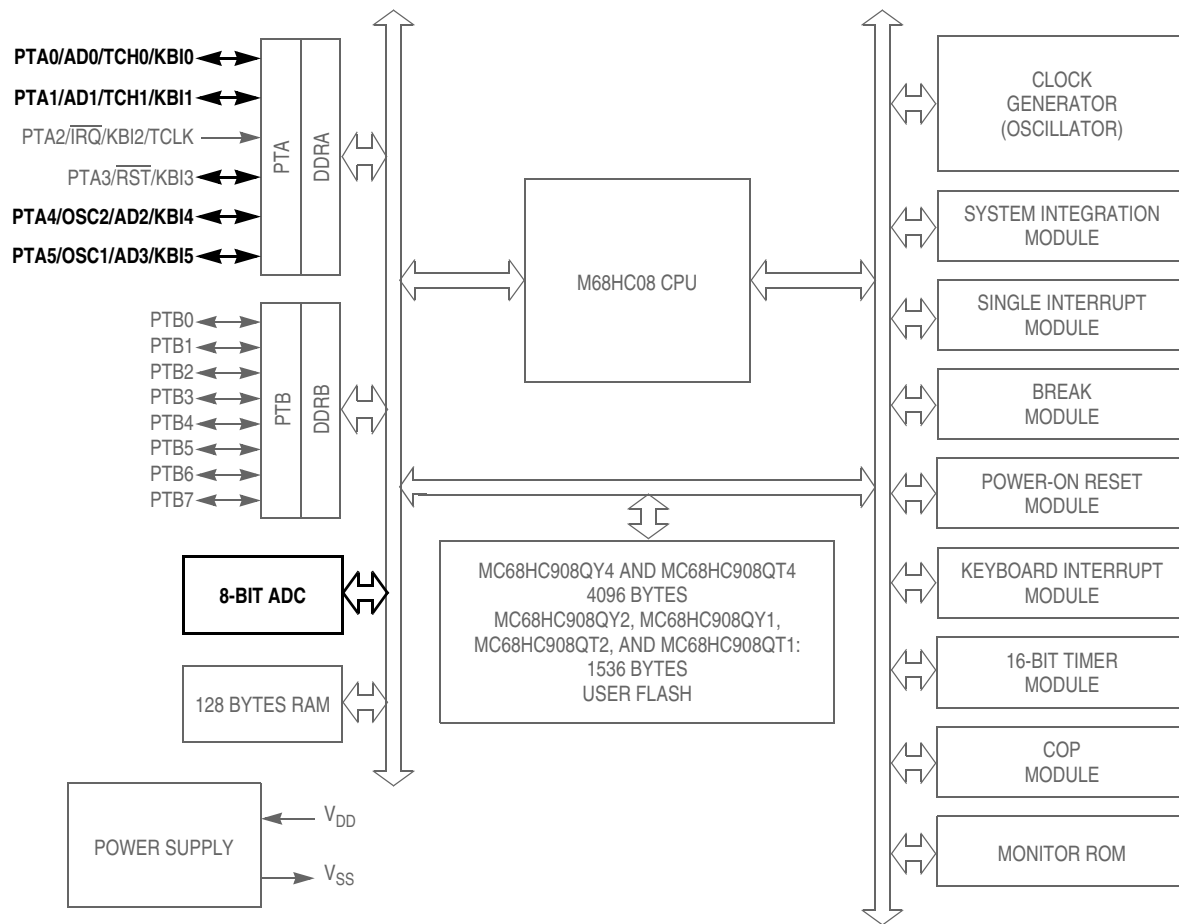 PTA0/AD0/TCH0/KBI0
PTA1/AD1/TCH1/KBI1
PTA2/I̅R̅Q̅/KBI2/TCLK
PTA3/R̅S̅T̅/KBI3
PTA4/OSC2/AD2/KBI4
PTA5/OSC1/AD3/KBI5
PTA
DDRA
PTB0
PTB1
PTB2
PTB3
PTB4
PTB5
PTB6
PTB7
PTB
DDRB
8-BIT ADC
128 BYTES RAM
POWER SUPPLY
VDD
VSS
M68HC08 CPU
MC68HC908QY4 AND MC68HC908QT4
4096 BYTES
MC68HC908QY2, MC68HC908QY1,
MC68HC908QT2, AND MC68HC908QT1:
1536 BYTES
USER FLASH
CLOCK
GENERATOR
(OSCILLATOR)
SYSTEM INTEGRATION
MODULE
SINGLE INTERRUPT
MODULE
BREAK
MODULE
POWER-ON RESET
MODULE
KEYBOARD INTERRUPT
MODULE
16-BIT TIMER
MODULE
COP
MODULE
MONITOR ROM